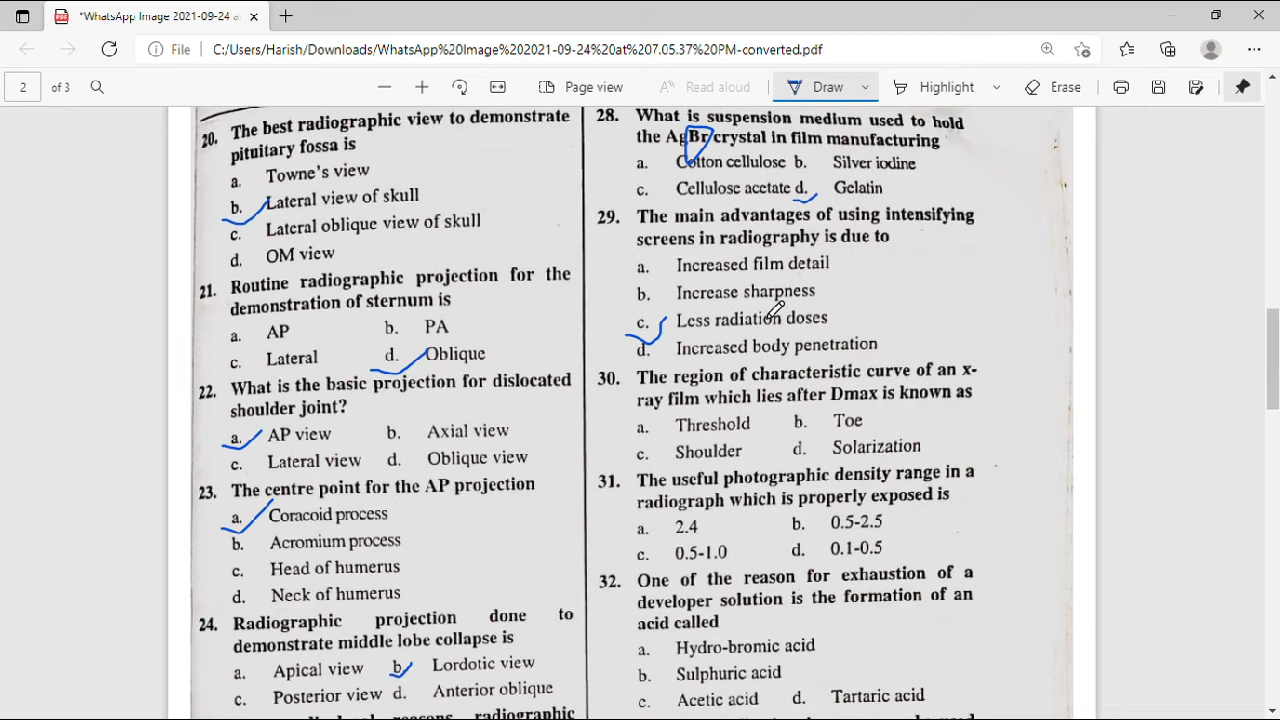 *WhatsApp Image 2021-09-24 at
File
C:/Users/Harish/Downloads/WhatsApp%20Image%202021-09-24%20at%207.05.37%20PM-converted.pdf
2 of 3
Page view
Read aloud
Draw
Highlight
Erase
20. The best radiographic view to demonstrate
pituitary fossa is
a. Towne's view
b. Lateral view of skull
c. Lateral oblique view of skull
d. OM view
21. Routine radiographic projection for the
demonstration of sternum is
a. AP b. PA
c. Lateral d. Oblique
22. What is the basic projection for dislocated
shoulder joint?
a. AP view b. Axial view
c. Lateral view d. Oblique view
23. The centre point for the AP projection
a. Coracoid process
b. Acromium process
c. Head of humerus
d. Neck of humerus
24. Radiographic projection done to
demonstrate middle lobe collapse is
a. Apical view b. Lordotic view
c. Posterior view d. Anterior oblique
radiographic
28. What is suspension medium used to hold
the AgBr crystal in film manufacturing
a. Cotton cellulose b. Silver iodine
c. Cellulose acetate d. Gelatin
29. The main advantages of using intensifying
screens in radiography is due to
a. Increased film detail
b. Increase sharpness
c. Less radiation doses
d. Increased body penetration
30. The region of characteristic curve of an x-
ray film which lies after Dmax is known as
a. Threshold b. Toe
c. Shoulder d. Solarization
31. The useful photographic density range in a
radiograph which is properly exposed is
a. 2.4 b. 0.5-2.5
c. 0.5-1.0 d. 0.1-0.5
32. One of the reason for exhaustion of a
developer solution is the formation of an
acid called
a. Hydro-bromic acid
b. Sulphuric acid
c. Acetic acid d. Tartaric acid